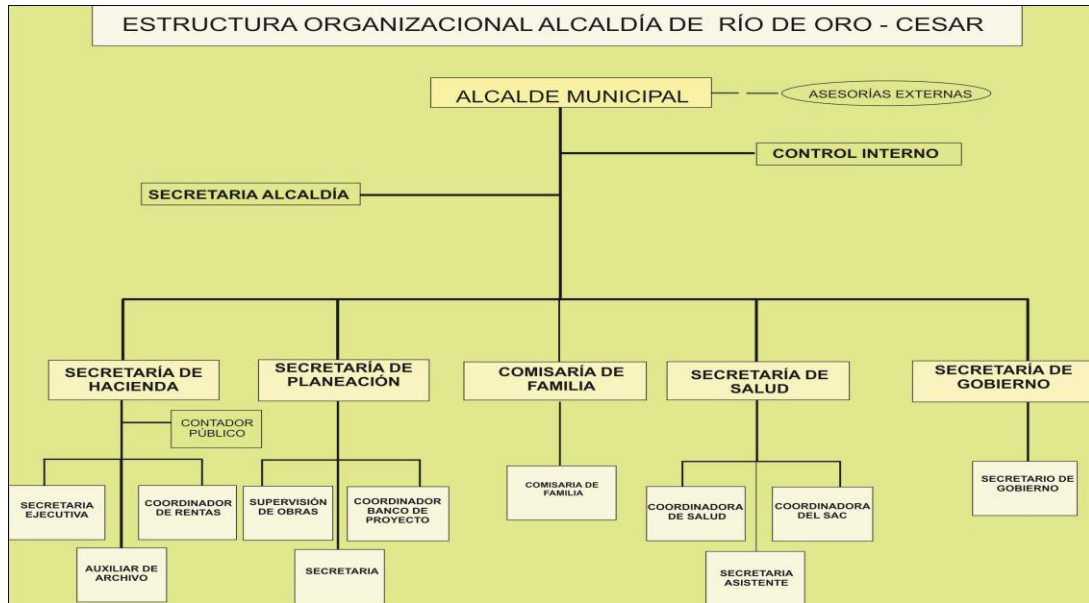 ESTRUCTURA ORGANIZACIONAL ALCALDÍA DE RÍO DE ORO - CESAR
ALCALDE MUNICIPAL
ASESORÍAS EXTERNAS
CONTROL INTERNO
SECRETARIA ALCALDÍA
SECRETARÍA DE
HACIENDA
SECRETARÍA DE
PLANEACIÓN
COMISARÍA DE
FAMILIA
SECRETARÍA DE
SALUD
SECRETARÍA DE
GOBIERNO
CONTADOR
PÚBLICO
SECRETARIA
EJECUTIVA
COORDINADOR
DE RENTAS
SUPERVISIÓN
DE OBRAS
COORDINADOR
BANCO DE
PROYECTO
COMISARIA DE
FAMILIA
COORDINADORA
DE SALUD
COORDINADORA
DEL SAC
SECRETARIO DE
GOBIERNO
AUXILIAR DE
ARCHIVO
SECRETARIA
SECRETARIA
ASISTENTE